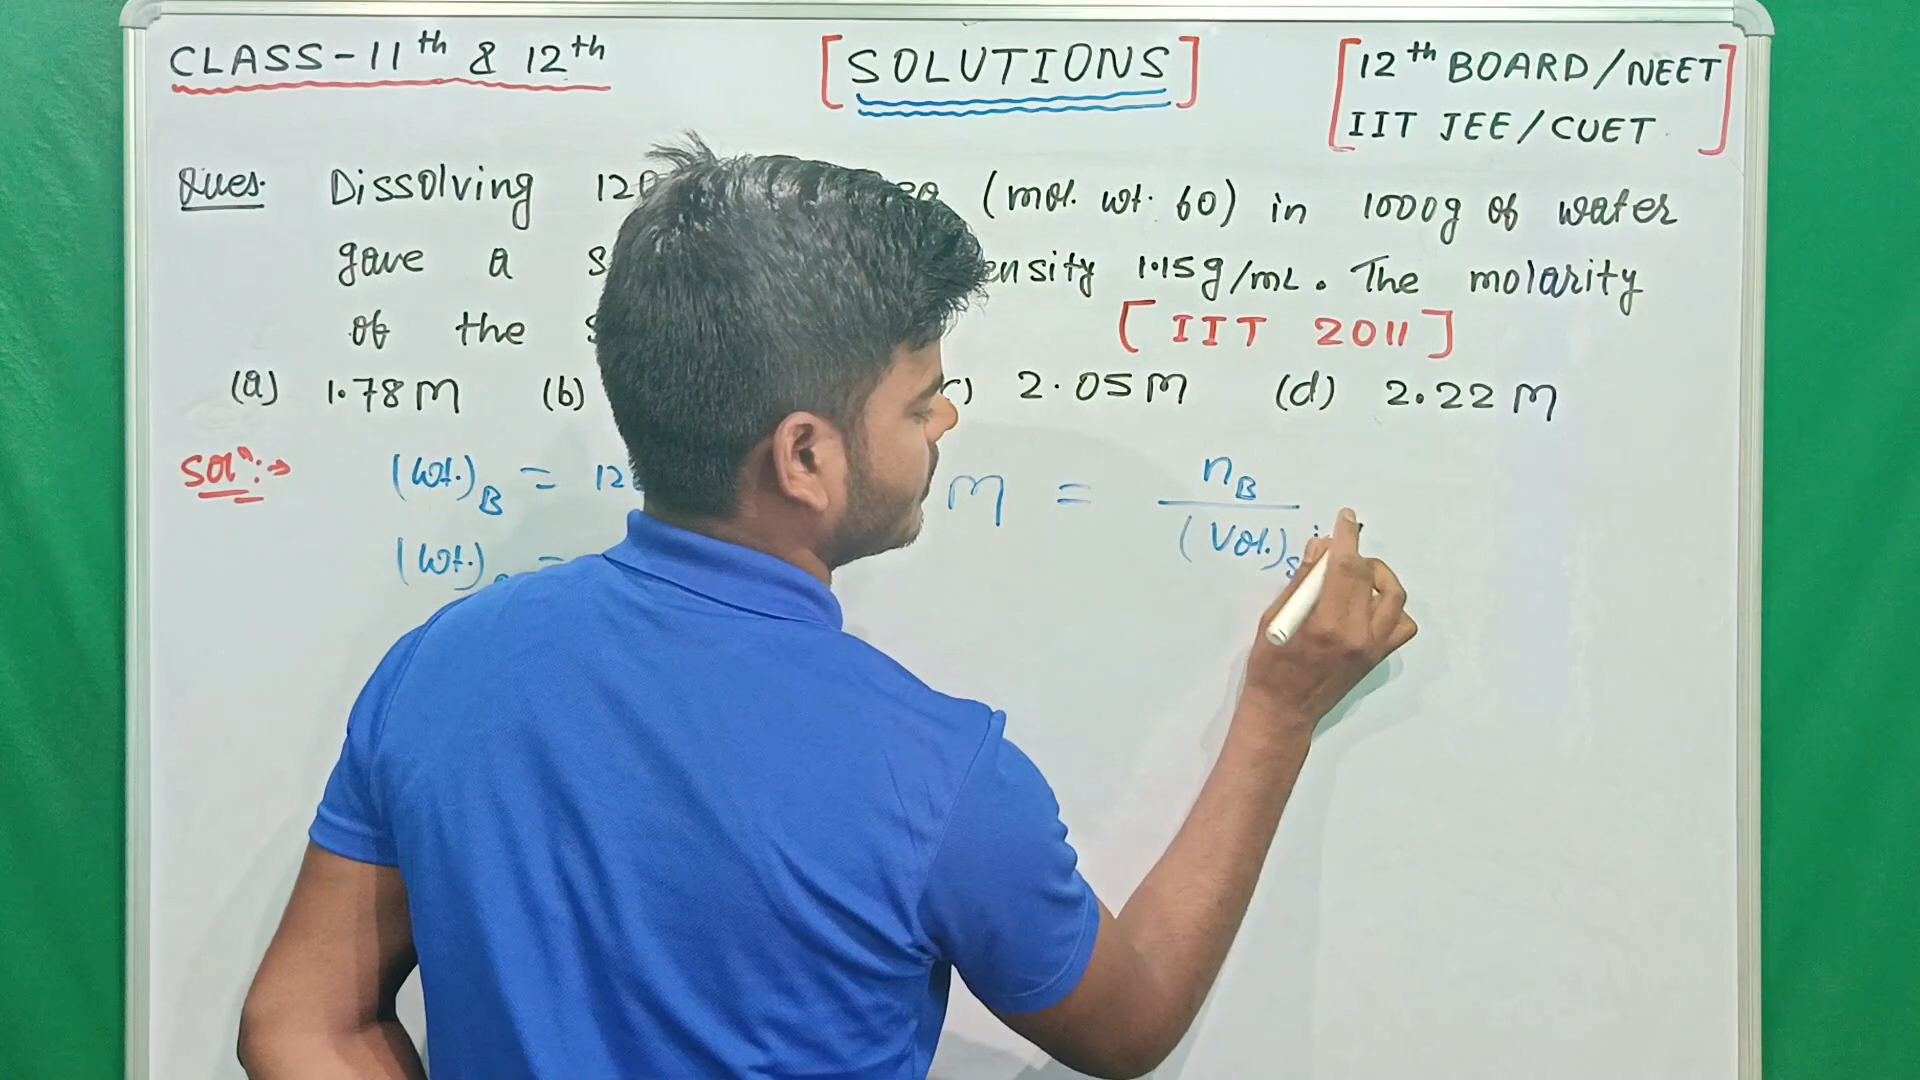 CLASS-11th & 12th
[SOLUTIONS]
[12th BOARD/NEET
IIT JEE/CUET]
Ques. Dissolving 120 (mol. wt. 60) in 1000g of water
gave a 1.15g/mL. The molarity
of the
[IIT 2011]
(a) 1.78M (b) 2.05M (d) 2.22M
Solⁿ:→ (wt.)B = M = nB / (Vol.)
(wt.) =